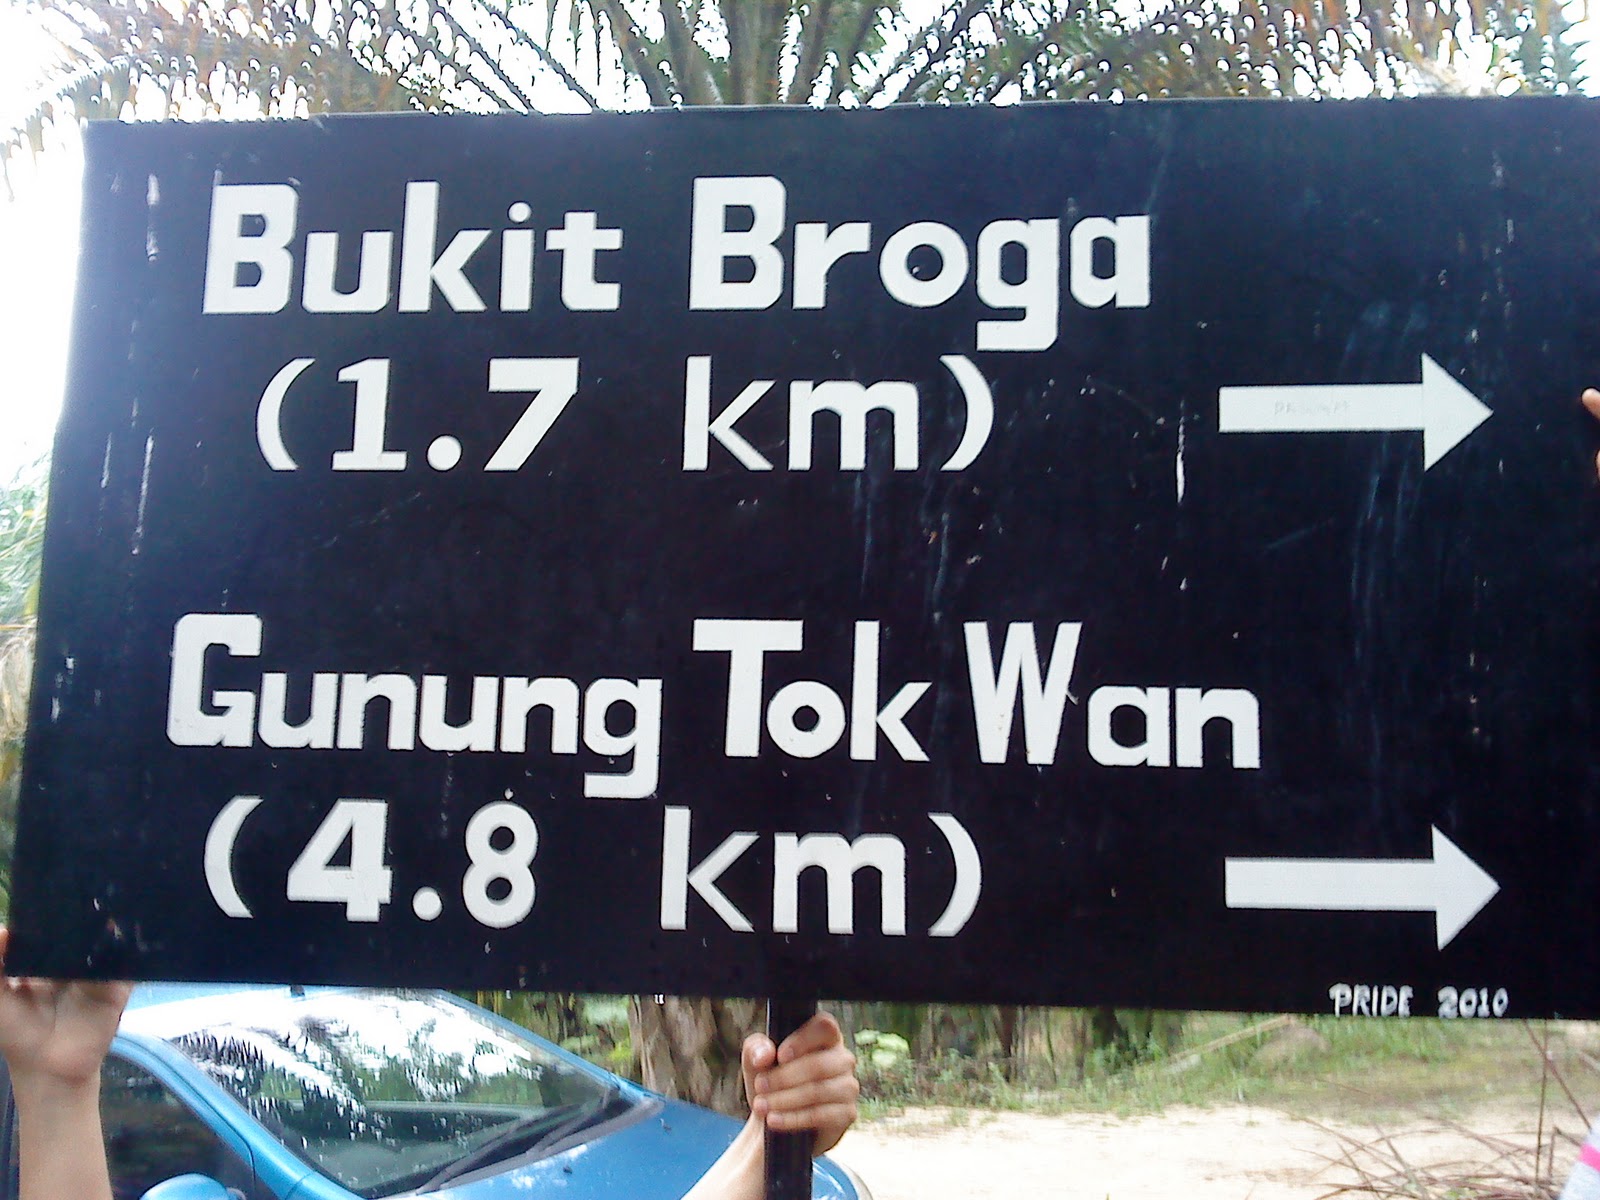 Bukit Broga
(1.7 km)
Gunung Tok Wan
(4.8 km)
PRIDE 2010